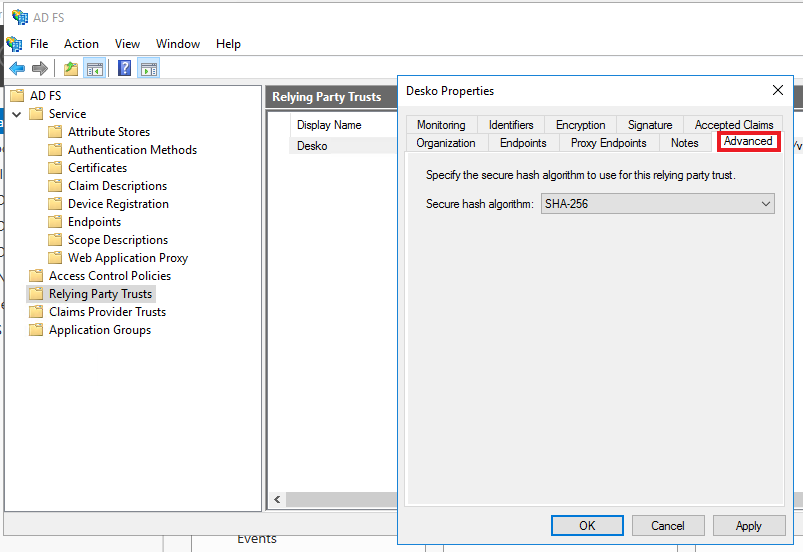 AD FS
File Action View Window Help
AD FS
Service
Attribute Stores
Authentication Methods
Certificates
Claim Descriptions
Device Registration
Endpoints
Scope Descriptions
Web Application Proxy
Access Control Policies
Relying Party Trusts
Claims Provider Trusts
Application Groups
Relying Party Trusts
Display Name
Desko
Desko Properties
Monitoring Identifiers Encryption Signature Accepted Claims
Organization Endpoints Proxy Endpoints Notes Advanced
Specify the secure hash algorithm to use for this relying party trust.
Secure hash algorithm: SHA-256
OK Cancel Apply
Events